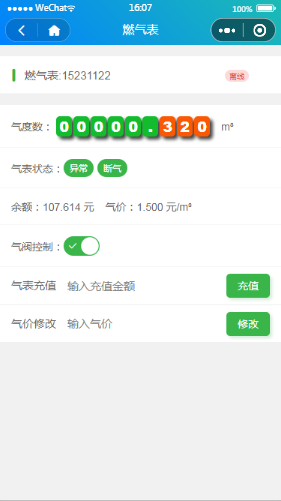 WeChat 16:07 100%
燃气表
燃气表:15231122 离线
气度数： 00000.320 m³
气表状态： 异常 断气
余额：107.614 元 气价：1.500 元/m³
气阀控制：
气表充值 输入充值金额 充值
气价修改 输入气价 修改